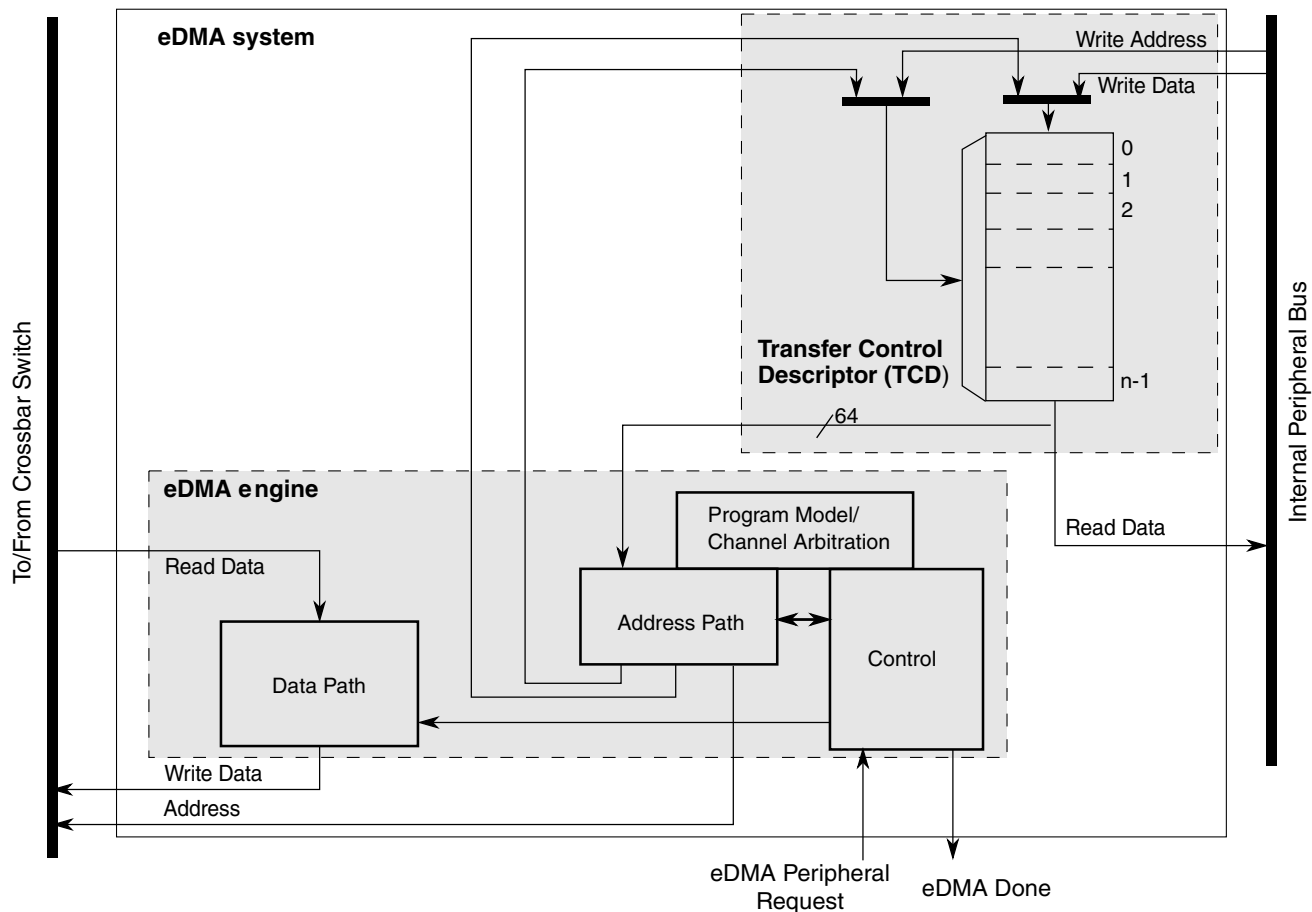 eDMA system
Write Address
Write Data
0
1
2
n-1
Transfer Control
Descriptor (TCD)
64
To/From Crossbar Switch
Internal Peripheral Bus
eDMA engine
Program Model/
Channel Arbitration
Read Data
Read Data
Address Path
Control
Data Path
Write Data
Address
eDMA Peripheral
Request
eDMA Done